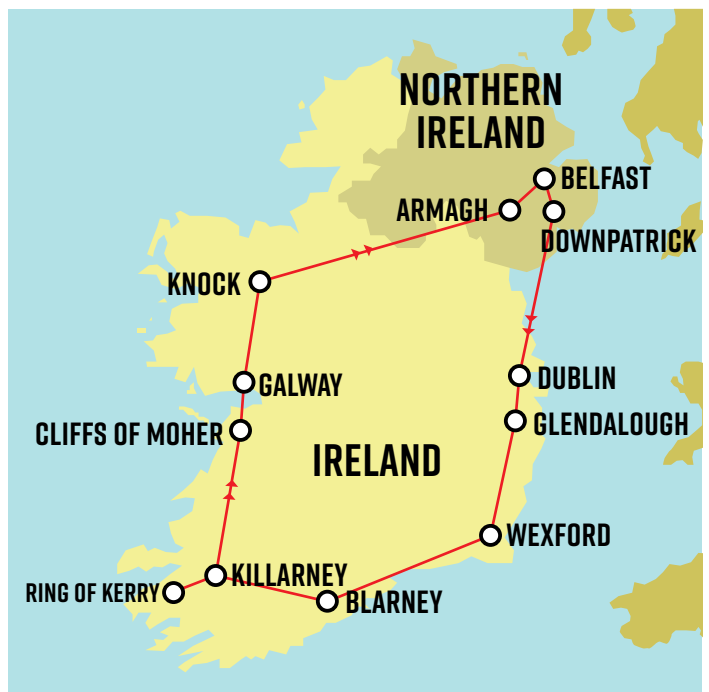 NORTHERN
IRELAND
BELFAST
ARMAGH
DOWNPATRICK
KNOCK
DUBLIN
GALWAY
GLENDALOUGH
CLIFFS OF MOHER
IRELAND
WEXFORD
KILLARNEY
RING OF KERRY
BLARNEY